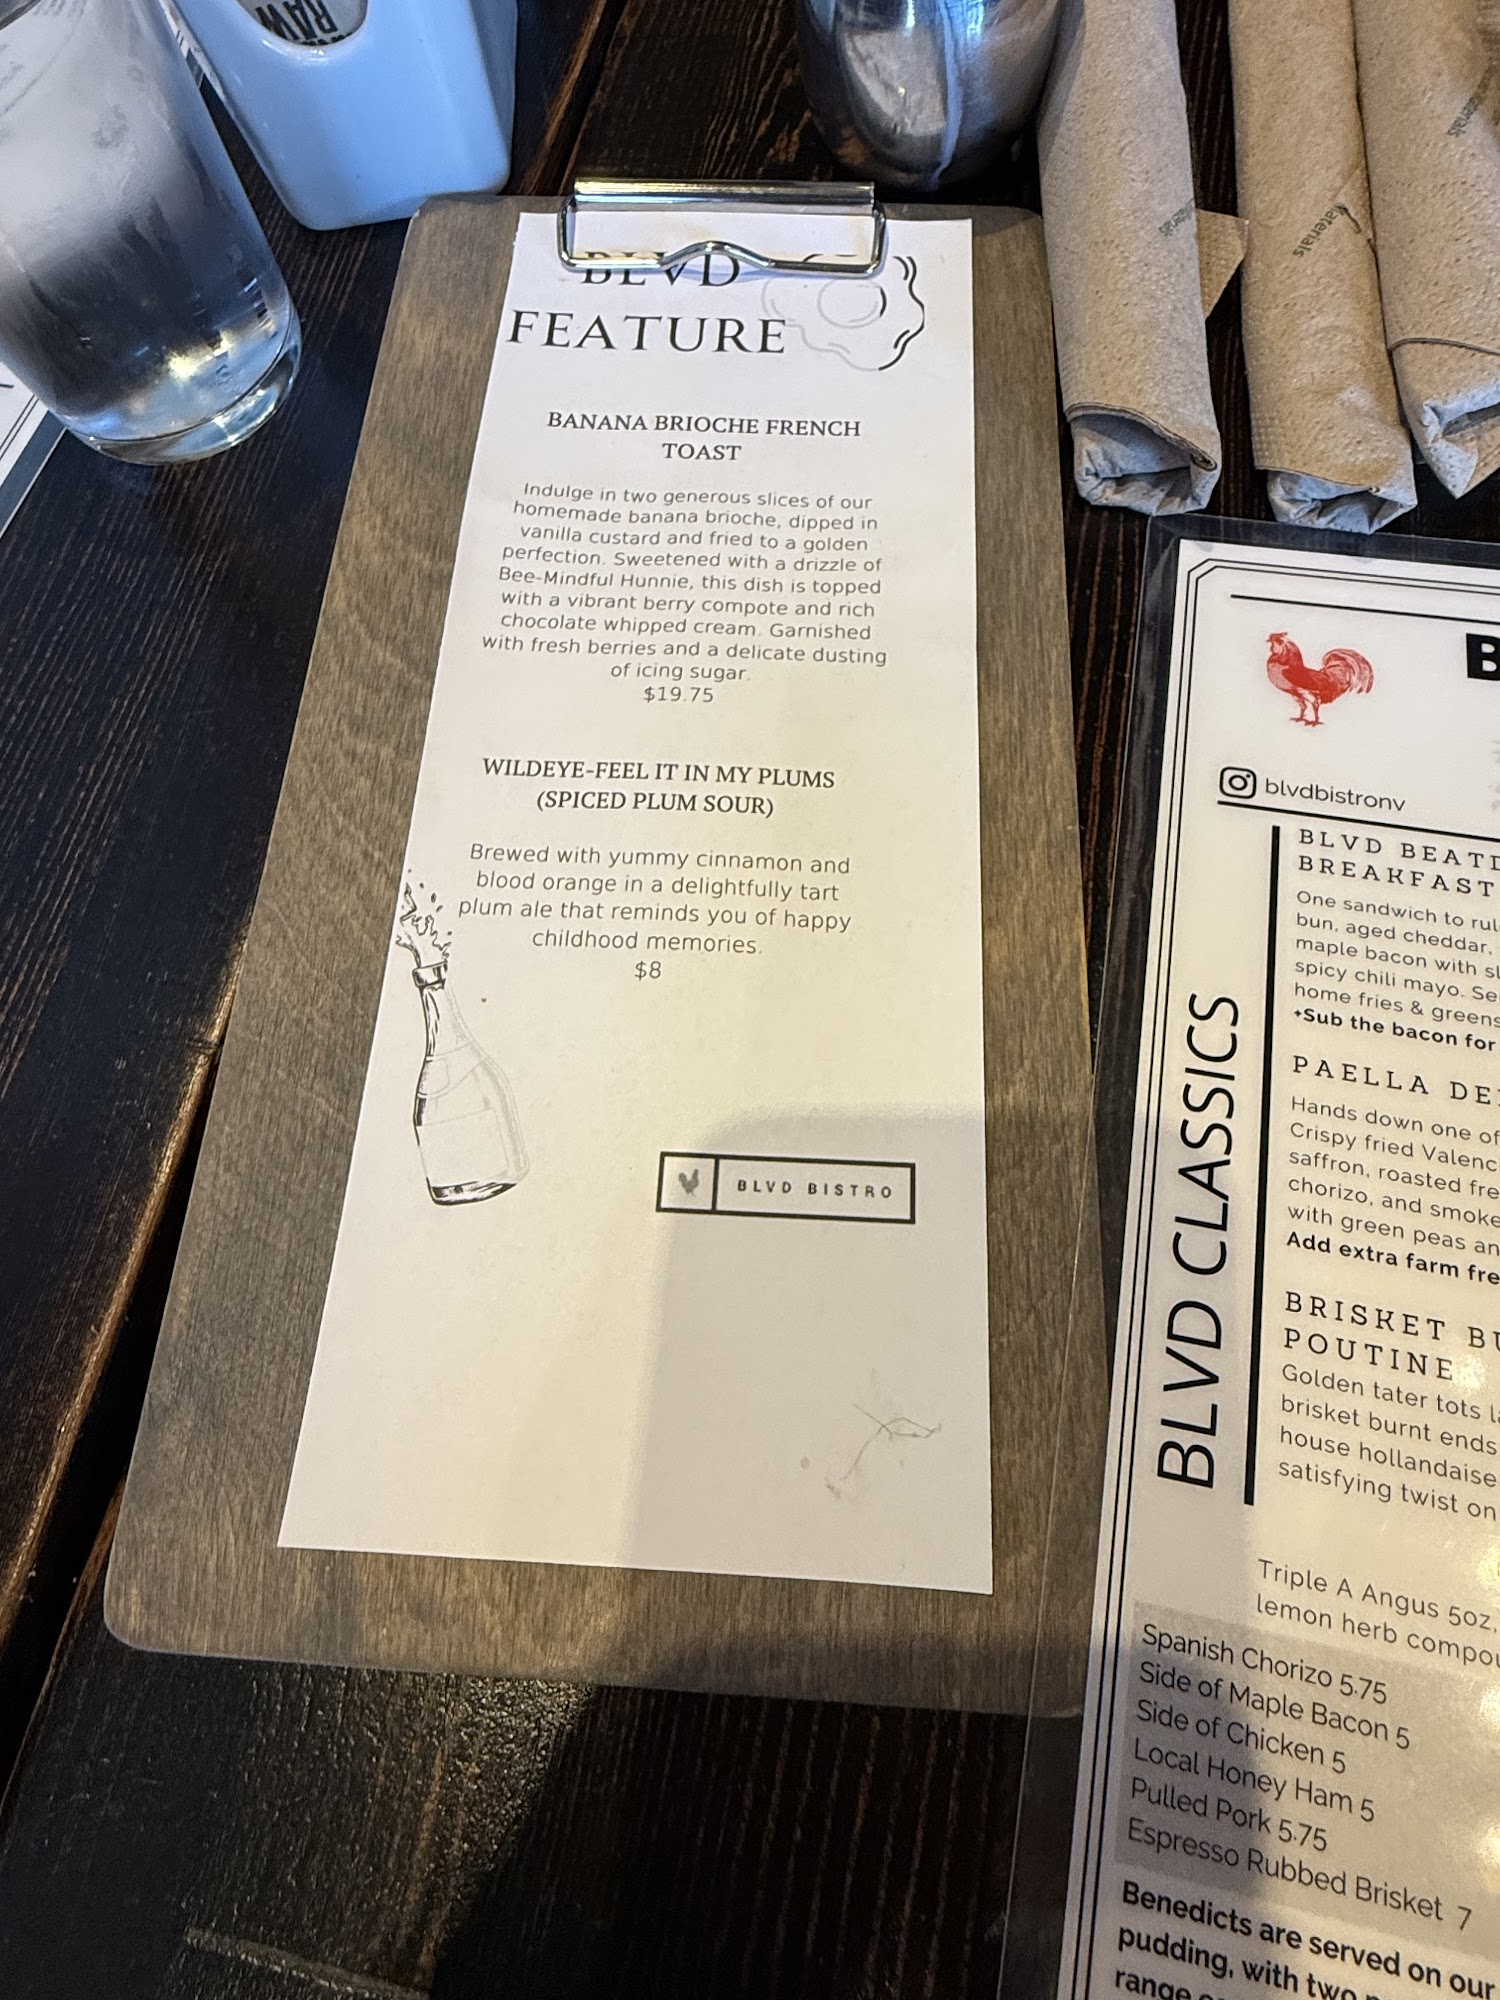 RAW
BLVD
FEATURE
BANANA BRIOCHE FRENCH
TOAST
Indulge in two generous slices of our
homemade banana brioche, dipped in
vanilla custard and fried to a golden
perfection. Sweetened with a drizzle of
Bee-Mindful Hunnie, this dish is topped
with a vibrant berry compote and rich
chocolate whipped cream. Garnished
with fresh berries and a delicate dusting
of icing sugar.
$19.75
WILDEYE-FEEL IT IN MY PLUMS
(SPICED PLUM SOUR)
Brewed with yummy cinnamon and
blood orange in a delightfully tart
plum ale that reminds you of happy
childhood memories.
$8
BLVD BISTRO
Materials
B
blvdbistronv
BLVD CLASSICS
BLVD
BREAKFAST
One sandwich to
bun, aged cheddar,
maple bacon with
spicy chili mayo.
home fries & greens
+Sub the bacon for
PAELLA
Hands down one of
Crispy fried
saffron, roasted
chorizo, and
with green peas
Add extra farm
BRISKET
POUTINE
Golden tater tots
brisket burnt ends
house hollandaise
satisfying twist on
Triple A Angus 5oz,
lemon herb
Spanish Chorizo 5.75
Side of Maple Bacon 5
Side of Chicken 5
Local Honey Ham 5
Pulled Pork 5.75
Espresso Rubbed Brisket 7
Benedicts are served on our
pudding, with two
range